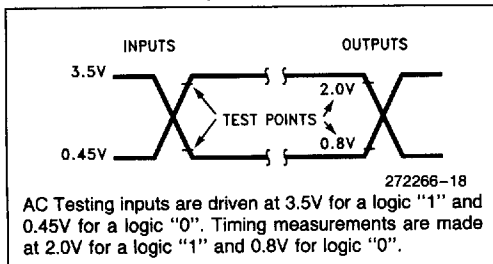 INPUTS OUTPUTS
3.5V
2.0V
TEST POINTS
0.45V
0.8V
272266-18
AC Testing inputs are driven at 3.5V for a logic "1" and
0.45V for a logic "0". Timing measurements are made
at 2.0V for a logic "1" and 0.8V for logic "0".